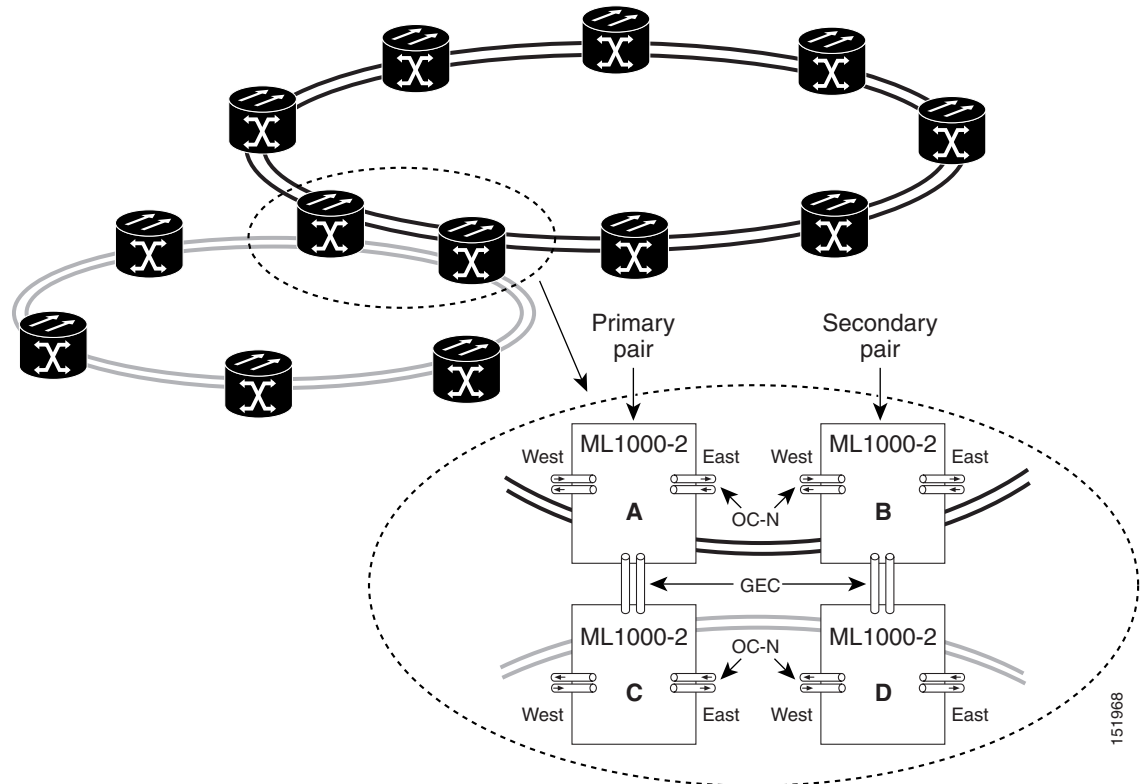 Primary
pair
Secondary
pair
ML1000-2
ML1000-2
West
East
West
East
A
OC-N
B
GEC
ML1000-2
ML1000-2
OC-N
C
D
West
East
West
East
151968